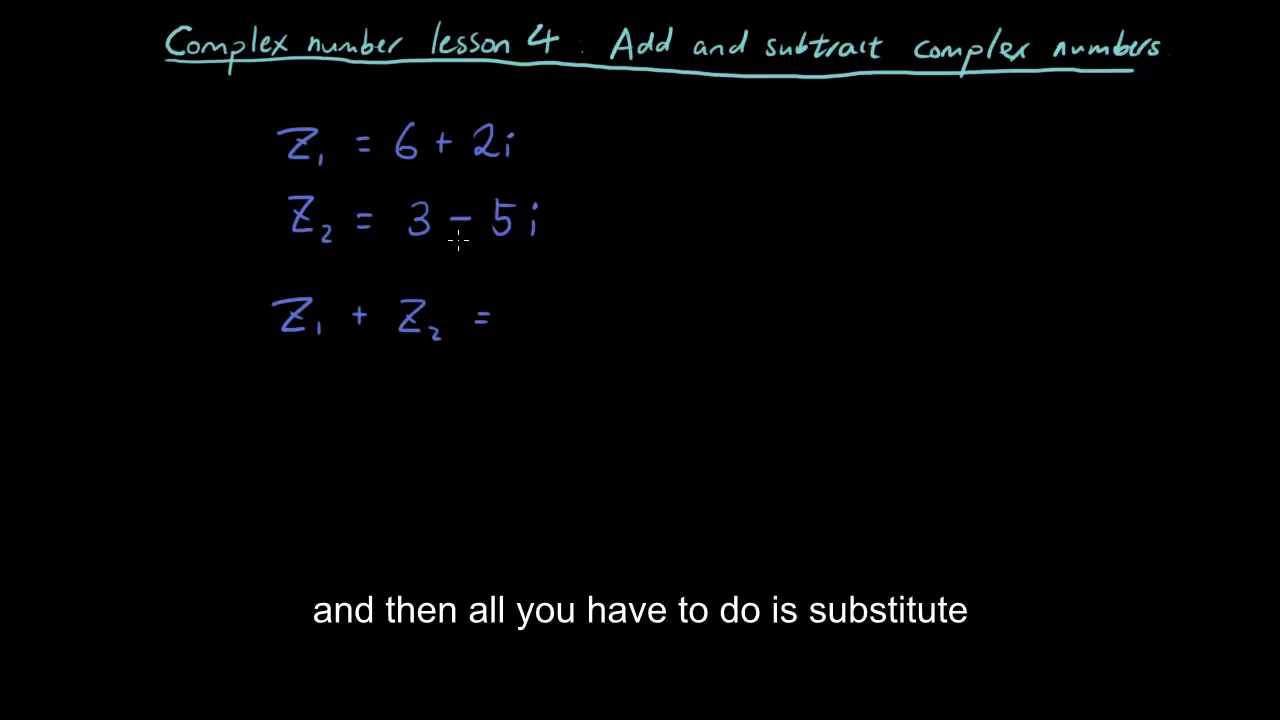 Complex number lesson 4 : Add and subtract complex numbers
Z₁ = 6 + 2i
Z₂ = 3 - 5i
Z₁ + Z₂ =
and then all you have to do is substitute